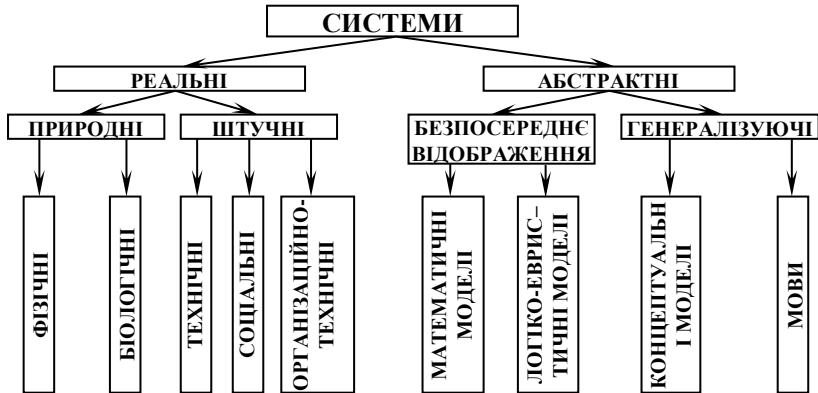 СИСТЕМИ
РЕАЛЬНІ
АБСТРАКТНІ
ПРИРОДНІ
ШТУЧНІ
БЕЗПОСЕРЕДНЄ
ВІДОБРАЖЕННЯ
ГЕНЕРАЛІЗУЮЧІ
ФІЗИЧНІ
БІОЛОГІЧНІ
ТЕХНІЧНІ
СОЦІАЛЬНІ
ОРГАНІЗАЦІЙНО-
ТЕХНІЧНІ
МАТЕМАТИЧНІ
МОДЕЛІ
ЛОГІКО-ЕВРИС–
ТИЧНІ МОДЕЛІ
КОНЦЕПТУАЛЬН
І МОДЕЛІ
МОВИ